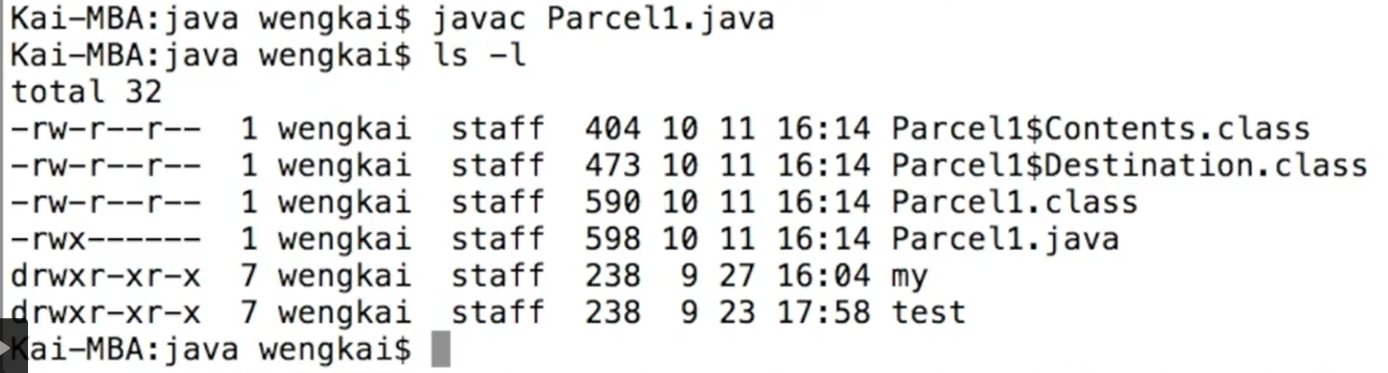 Kai-MBA:java wengkai$ javac Parcel1.java
Kai-MBA:java wengkai$ ls -l
total 32
-rw-r--r--  1 wengkai  staff  404 10 11 16:14 Parcel1$Contents.class
-rw-r--r--  1 wengkai  staff  473 10 11 16:14 Parcel1$Destination.class
-rw-r--r--  1 wengkai  staff  590 10 11 16:14 Parcel1.class
-rwx------  1 wengkai  staff  598 10 11 16:14 Parcel1.java
drwxr-xr-x  7 wengkai  staff  238  9 27 16:04 my
drwxr-xr-x  7 wengkai  staff  238  9 23 17:58 test
Kai-MBA:java wengkai$